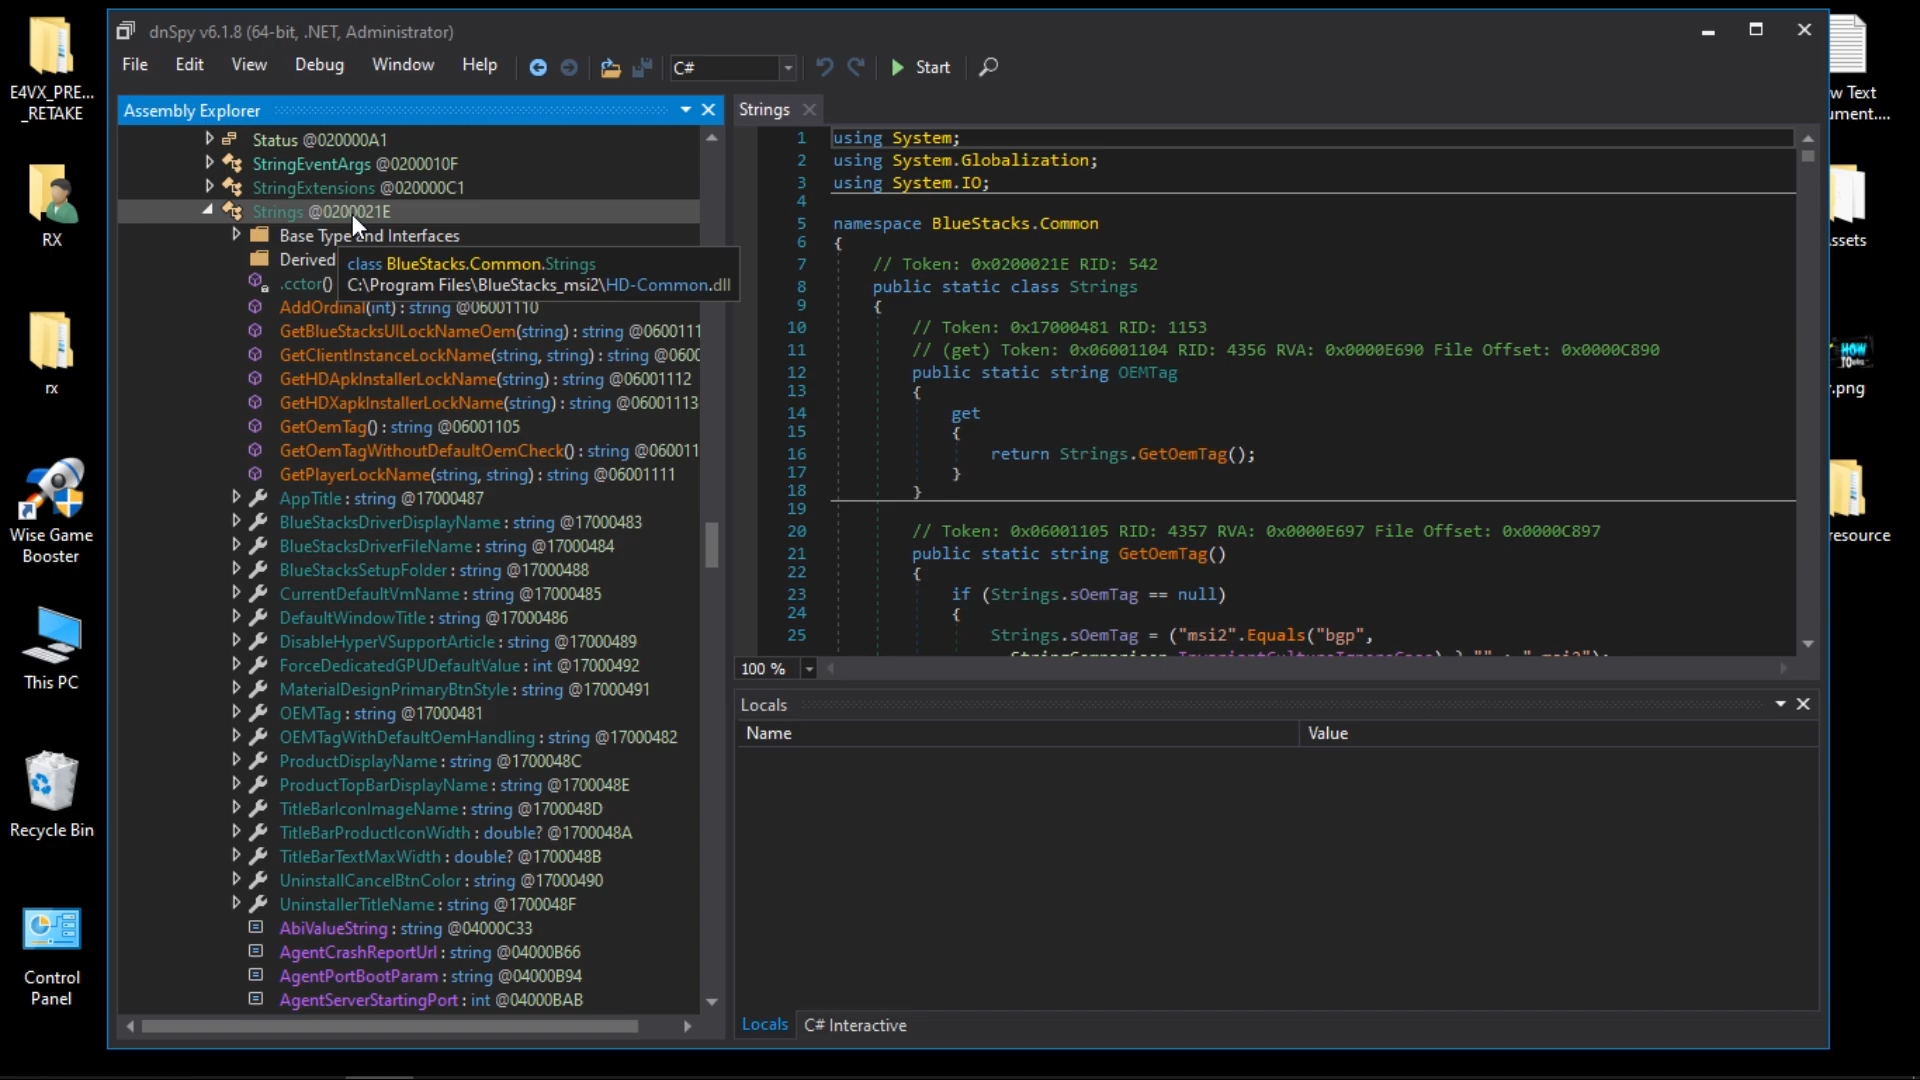 dnSpy v6.1.8 (64-bit, .NET, Administrator)
File Edit View Debug Window Help C# Start
Assembly Explorer
Status @020000A1
StringEventArgs @0200010F
StringExtensions @020000C1
Strings @0200021E
Base Type and Interfaces
Derived
.cctor()
class BlueStacks.Common.Strings
C:\Program Files\BlueStacks_msi2\HD-Common.dll
AddOrdinal(int) : string @06001110
GetBlueStacksUILockNameOem(string) : string @0600111
GetClientInstanceLockName(string, string) : string @0600
GetHDApkInstallerLockName(string) : string @06001112
GetHDXapkInstallerLockName(string) : string @06001113
GetOemTag() : string @06001105
GetOemTagWithoutDefaultOemCheck() : string @060011
GetPlayerLockName(string, string) : string @06001111
AppTitle : string @17000487
BlueStacksDriverDisplayName : string @17000483
BlueStacksDriverFileName : string @17000484
BlueStacksSetupFolder : string @17000488
CurrentDefaultVmName : string @17000485
DefaultWindowTitle : string @17000486
DisableHyperVSupportArticle : string @17000489
ForceDedicatedGPUDefaultValue : int @17000492
MaterialDesignPrimaryBtnStyle : string @17000491
OEMTag : string @17000481
OEMTagWithDefaultOemHandling : string @17000482
ProductDisplayName : string @1700048C
ProductTopBarDisplayName : string @1700048E
TitleBarIconImageName : string @1700048D
TitleBarProductIconWidth : double? @1700048A
TitleBarTextMaxWidth : double? @1700048B
UninstallCancelBtnColor : string @17000490
UninstallerTitleName : string @1700048F
AbiValueString : string @04000C33
AgentCrashReportUrl : string @04000B66
AgentPortBootParam : string @04000B94
AgentServerStartingPort : int @04000BAB
Strings
1 using System;
2 using System.Globalization;
3 using System.IO;
4
5 namespace BlueStacks.Common
6 {
7 // Token: 0x0200021E RID: 542
8 public static class Strings
9 {
10 // Token: 0x17000481 RID: 1153
11 // (get) Token: 0x06001104 RID: 4356 RVA: 0x0000E690 File Offset: 0x0000C890
12 public static string OEMTag
13 {
14 get
15 {
16 return Strings.GetOemTag();
17 }
18 }
19
20 // Token: 0x06001105 RID: 4357 RVA: 0x0000E697 File Offset: 0x0000C897
21 public static string GetOemTag()
22 {
23 if (Strings.sOemTag == null)
24 {
25 Strings.sOemTag = ("msi2".Equals("bgp",
100 %
Locals
Name Value
Locals C# Interactive
E4VX_PRE...
_RETAKE
RX
rx
Wise Game
Booster
This PC
Recycle Bin
Control
Panel
w Text
ument....
ssets
HOW
TO
.png
resource